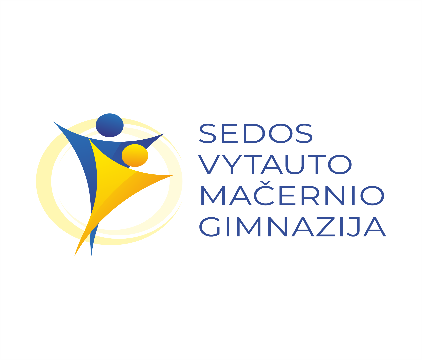 SEDOS
VYTAUTO
MAČERNIO
GIMNAZIJA